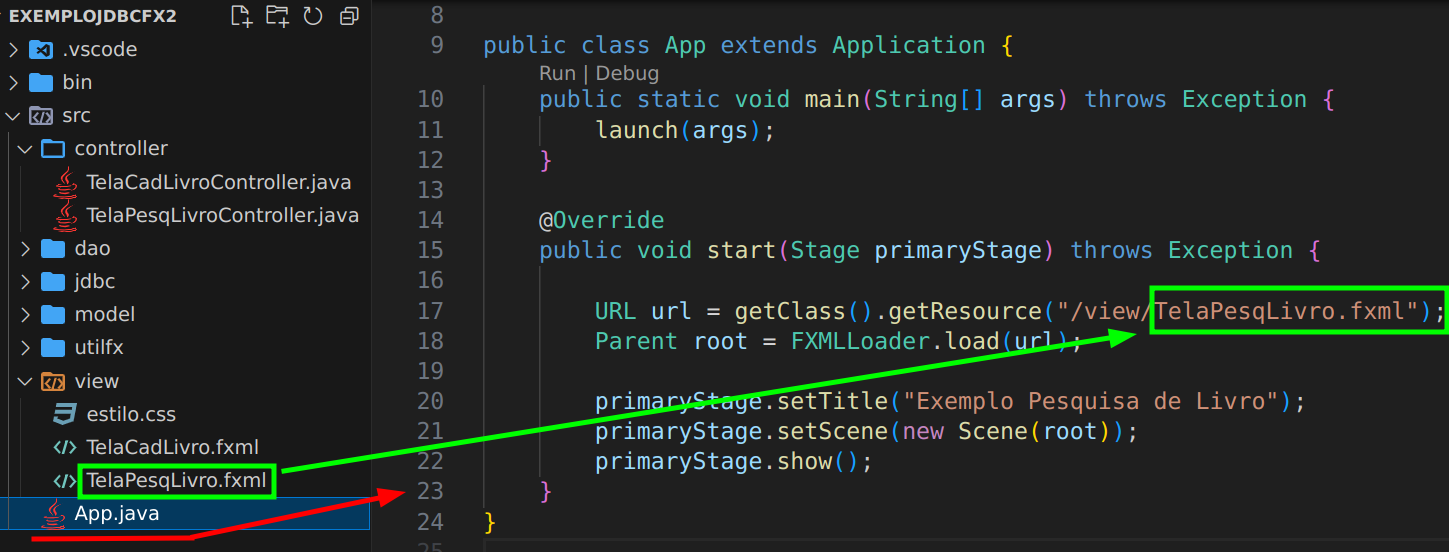 EXEMPLOJDBCFX2
.vscode
bin
src
controller
TelaCadLivroController.java
TelaPesqLivroController.java
dao
jdbc
model
utilfx
view
estilo.css
TelaCadLivro.fxml
TelaPesqLivro.fxml
App.java
8
9 public class App extends Application {
Run | Debug
10 public static void main(String[] args) throws Exception {
11 launch(args);
12 }
13
14 @Override
15 public void start(Stage primaryStage) throws Exception {
16
17 URL url = getClass().getResource("/view/TelaPesqLivro.fxml");
18 Parent root = FXMLLoader.load(url);
19
20 primaryStage.setTitle("Exemplo Pesquisa de Livro");
21 primaryStage.setScene(new Scene(root));
22 primaryStage.show();
23 }
24 }
25